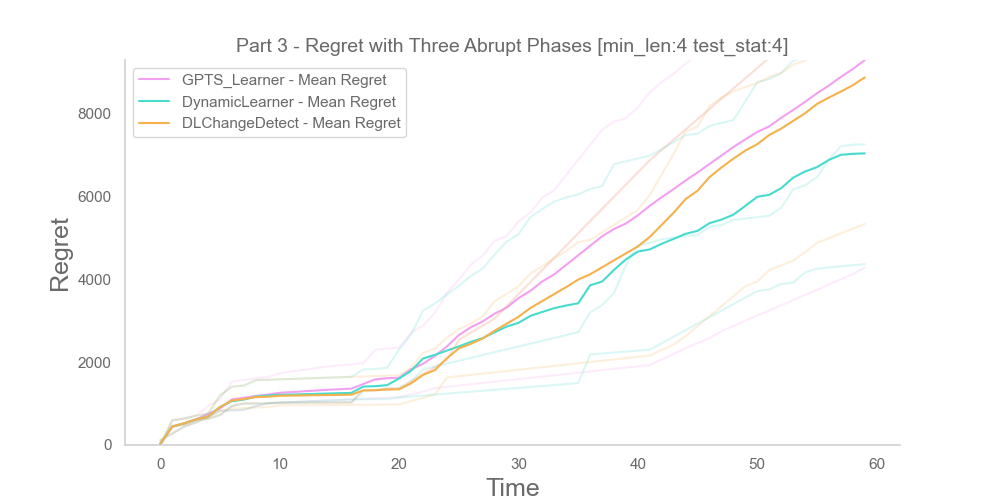 Part 3 - Regret with Three Abrupt Phases [min_len:4 test_stat:4]
GPTS_Learner - Mean Regret
DynamicLearner - Mean Regret
DLChangeDetect - Mean Regret
8000
6000
4000
2000
0
Regret
0 10 20 30 40 50 60
Time